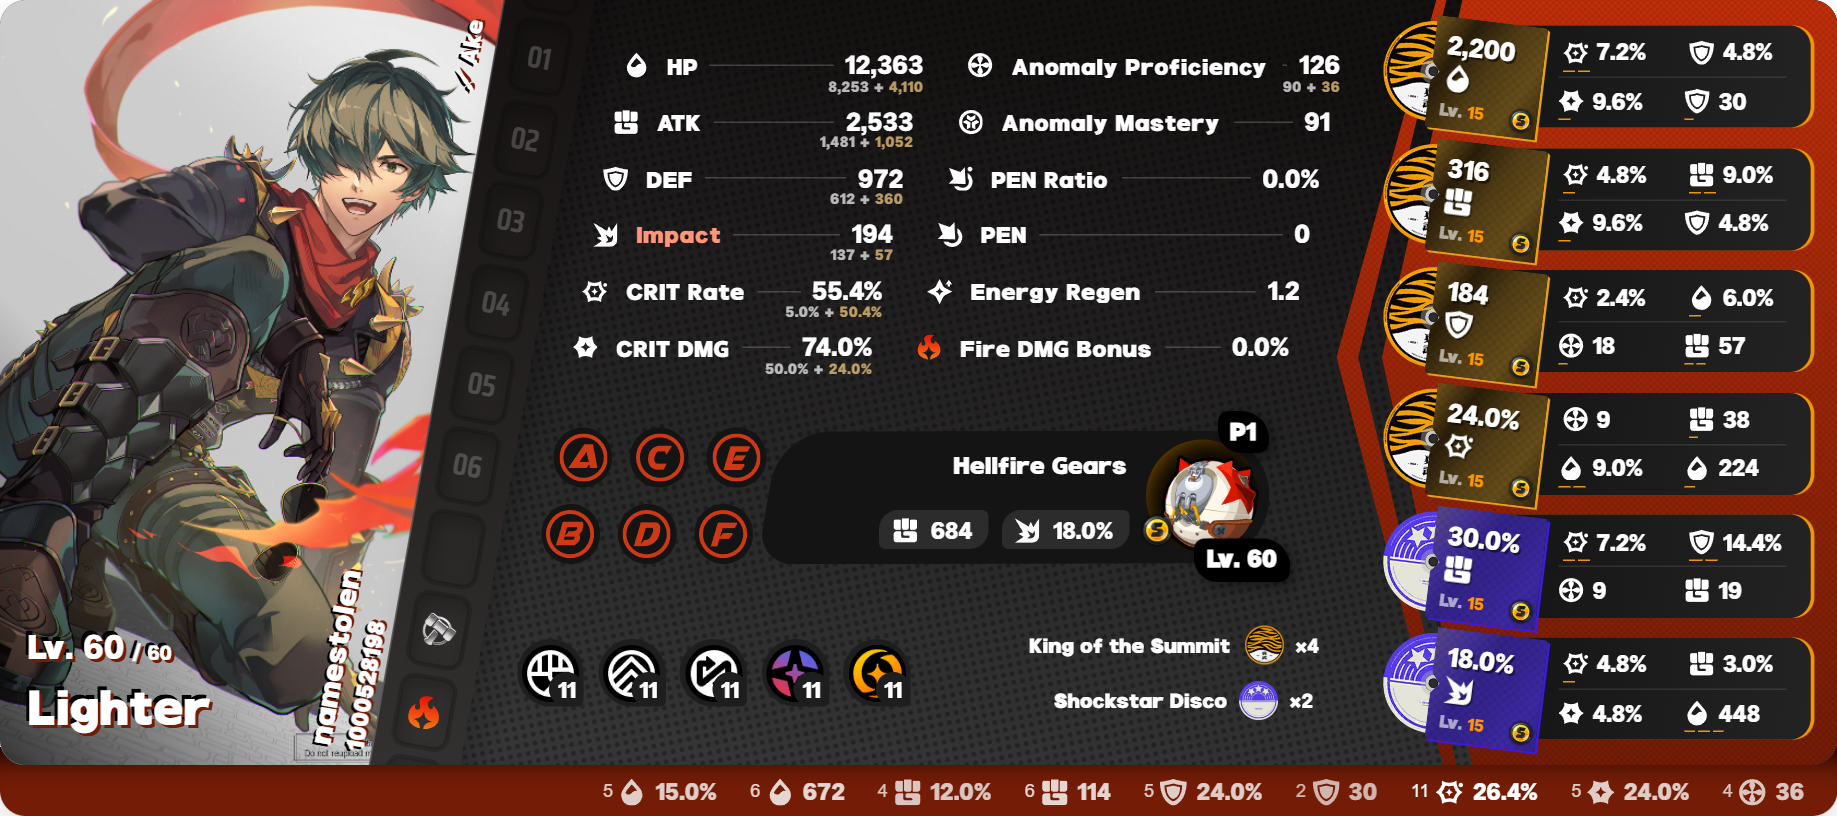 Ake
Lv. 60 / 60
Lighter
namestolen
1000528198
Do not reupload
01
02
03
04
05
06
HP 12,363
8,253 + 4,110
ATK 2,533
1,481 + 1,052
DEF 972
612 + 360
Impact 194
137 + 57
CRIT Rate 55.4%
5.0% + 50.4%
CRIT DMG 74.0%
50.0% + 24.0%
Anomaly Proficiency 126
90 + 36
Anomaly Mastery 91
PEN Ratio 0.0%
PEN 0
Energy Regen 1.2
Fire DMG Bonus 0.0%
A C E
B D F
P1
Hellfire Gears
684 18.0%
S
Lv. 60
11 11 11 11 11
King of the Summit ×4
Shockstar Disco ×2
2,200
Lv. 15 S
7.2% 4.8%
9.6% 30
316
Lv. 15 S
4.8% 9.0%
9.6% 4.8%
184
Lv. 15 S
2.4% 6.0%
18 57
24.0%
Lv. 15 S
9 38
9.0% 224
30.0%
Lv. 15 S
7.2% 14.4%
9 19
18.0%
Lv. 15 S
4.8% 3.0%
4.8% 448
5 15.0% 6 672 4 12.0% 6 114 5 24.0% 2 30 11 26.4% 5 24.0% 4 36